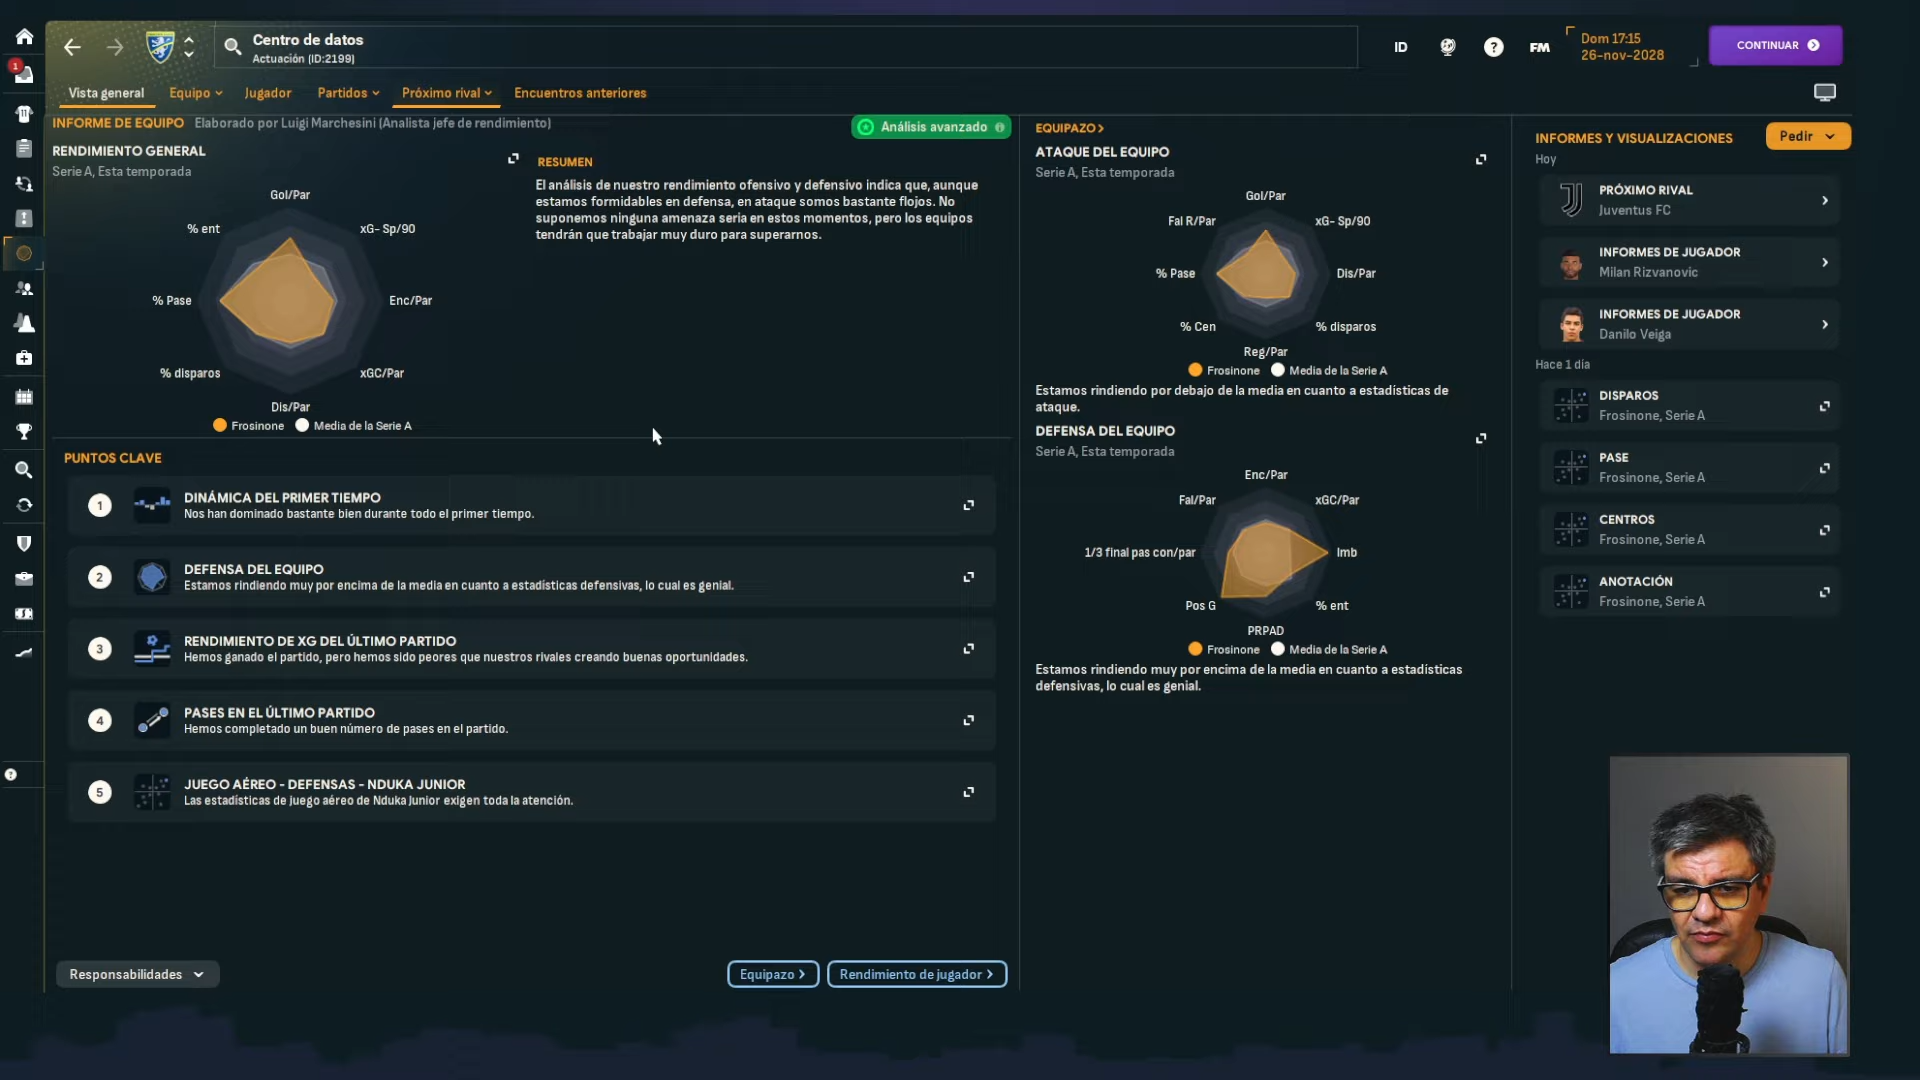 Centro de datos
Actuación (ID:2199)
ID
?
FM
Dom 17:15
26-nov-2028
CONTINUAR
1
Vista general
Equipo
Jugador
Partidos
Próximo rival
Encuentros anteriores
INFORME DE EQUIPO Elaborado por Luigi Marchesini (Analista jefe de rendimiento)
Análisis avanzado
RENDIMIENTO GENERAL
Serie A, Esta temporada
Gol/Par
% ent
xG- Sp/90
% Pase
Enc/Par
% disparos
xGC/Par
Dis/Par
Frosinone
Media de la Serie A
RESUMEN
El análisis de nuestro rendimiento ofensivo y defensivo indica que, aunque
estamos formidables en defensa, en ataque somos bastante flojos. No
suponemos ninguna amenaza seria en estos momentos, pero los equipos
tendrán que trabajar muy duro para superarnos.
PUNTOS CLAVE
1
DINÁMICA DEL PRIMER TIEMPO
Nos han dominado bastante bien durante todo el primer tiempo.
2
DEFENSA DEL EQUIPO
Estamos rindiendo muy por encima de la media en cuanto a estadísticas defensivas, lo cual es genial.
3
RENDIMIENTO DE XG DEL ÚLTIMO PARTIDO
Hemos ganado el partido, pero hemos sido peores que nuestros rivales creando buenas oportunidades.
4
PASES EN EL ÚLTIMO PARTIDO
Hemos completado un buen número de pases en el partido.
5
JUEGO AÉREO - DEFENSAS - NDUKA JUNIOR
Las estadísticas de juego aéreo de Nduka Junior exigen toda la atención.
Responsabilidades
Equipazo
Rendimiento de jugador
EQUIPAZO
ATAQUE DEL EQUIPO
Serie A, Esta temporada
Gol/Par
Fal R/Par
xG- Sp/90
% Pase
Dis/Par
% Cen
% disparos
Reg/Par
Frosinone
Media de la Serie A
Estamos rindiendo por debajo de la media en cuanto a estadísticas de
ataque.
DEFENSA DEL EQUIPO
Serie A, Esta temporada
Enc/Par
Fal/Par
xGC/Par
1/3 final pas con/par
Imb
Pos G
% ent
PRPAD
Frosinone
Media de la Serie A
Estamos rindiendo muy por encima de la media en cuanto a estadísticas
defensivas, lo cual es genial.
INFORMES Y VISUALIZACIONES
Pedir
Hoy
PRÓXIMO RIVAL
Juventus FC
INFORMES DE JUGADOR
Milan Rizvanovic
INFORMES DE JUGADOR
Danilo Veiga
Hace 1 día
DISPAROS
Frosinone, Serie A
PASE
Frosinone, Serie A
CENTROS
Frosinone, Serie A
ANOTACIÓN
Frosinone, Serie A